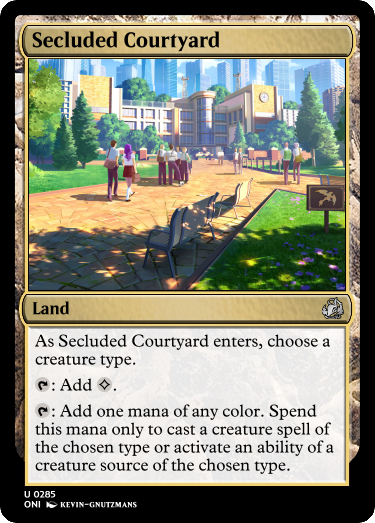 Secluded Courtyard
Land
As Secluded Courtyard enters, choose a
creature type.
: Add .
: Add one mana of any color. Spend
this mana only to cast a creature spell of
the chosen type or activate an ability of a
creature source of the chosen type.
U 0285
ONI KEVIN-GNUTZMANS